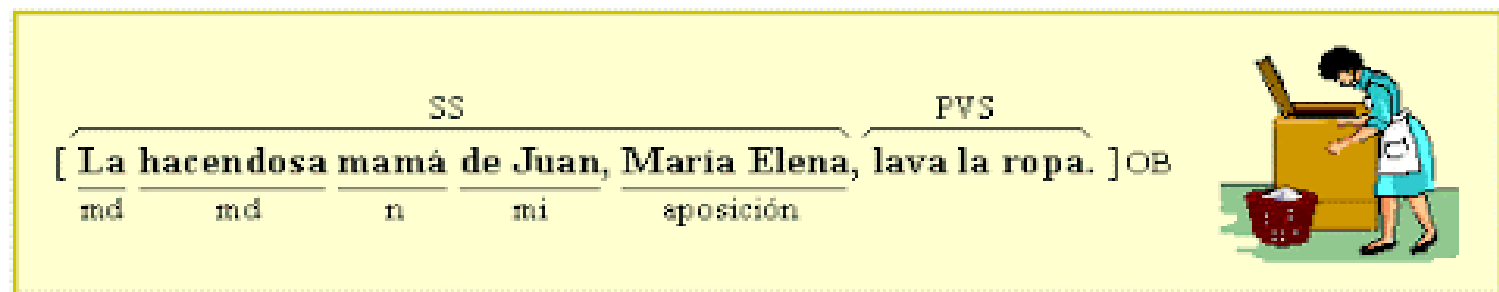 SS PVS
[ La hacendosa mamá de Juan, María Elena, lava la ropa. ]OB
md md n mi aposición